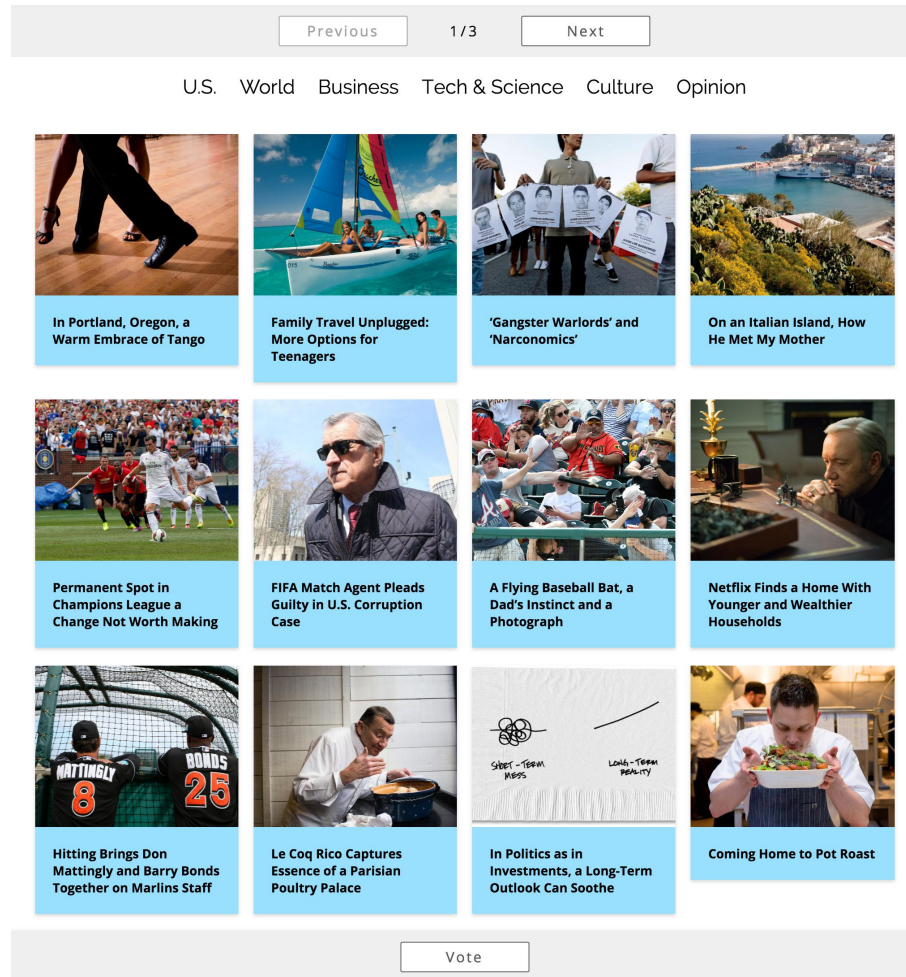 Previous 1 / 3 Next
U.S. World Business Tech & Science Culture Opinion
In Portland, Oregon, a
Warm Embrace of Tango
Family Travel Unplugged:
More Options for
Teenagers
‘Gangster Warlords’ and
‘Narconomics’
On an Italian Island, How
He Met My Mother
Permanent Spot in
Champions League a
Change Not Worth Making
FIFA Match Agent Pleads
Guilty in U.S. Corruption
Case
A Flying Baseball Bat, a
Dad’s Instinct and a
Photograph
Netflix Finds a Home With
Younger and Wealthier
Households
MATTINGLY
8
BONDS
25
SHORT-TERM
MESS
LONG-TERM
REALITY
Hitting Brings Don
Mattingly and Barry Bonds
Together on Marlins Staff
Le Coq Rico Captures
Essence of a Parisian
Poultry Palace
In Politics as in
Investments, a Long-Term
Outlook Can Soothe
Coming Home to Pot Roast
Vote